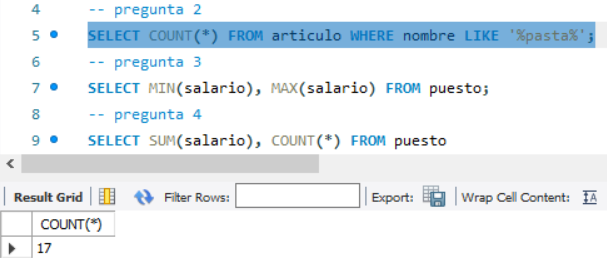 4 -- pregunta 2
5 SELECT COUNT(*) FROM articulo WHERE nombre LIKE '%pasta%';
6 -- pregunta 3
7 SELECT MIN(salario), MAX(salario) FROM puesto;
8 -- pregunta 4
9 SELECT SUM(salario), COUNT(*) FROM puesto
Result Grid Filter Rows: Export: Wrap Cell Content: IA
COUNT(*)
17